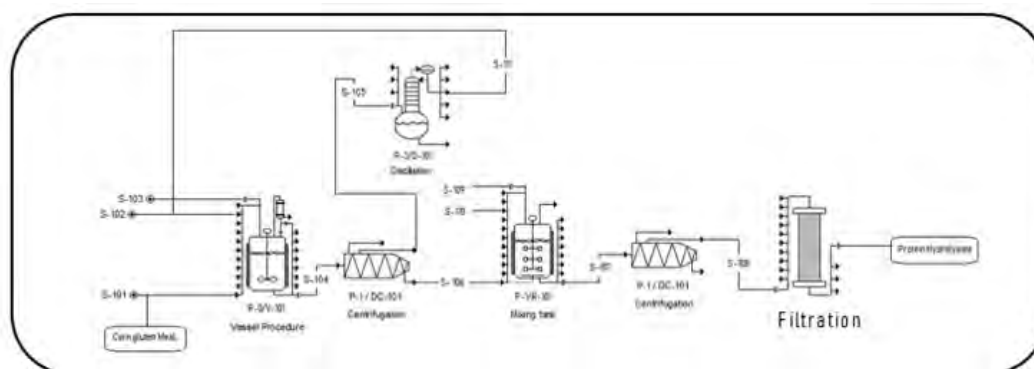 S-111
S-105
P-3/D-101
Distillation
S-103
S-102
S-109
S-110
S-104
S-101
S-106
S-107
S-108
Protein Hydrolysate
P-1 / DC-101
Centrifugation
Mixing tank
P-1 / DC-101
Centrifugation
Vessel Procedure
Filtration
Corn gluten Meal